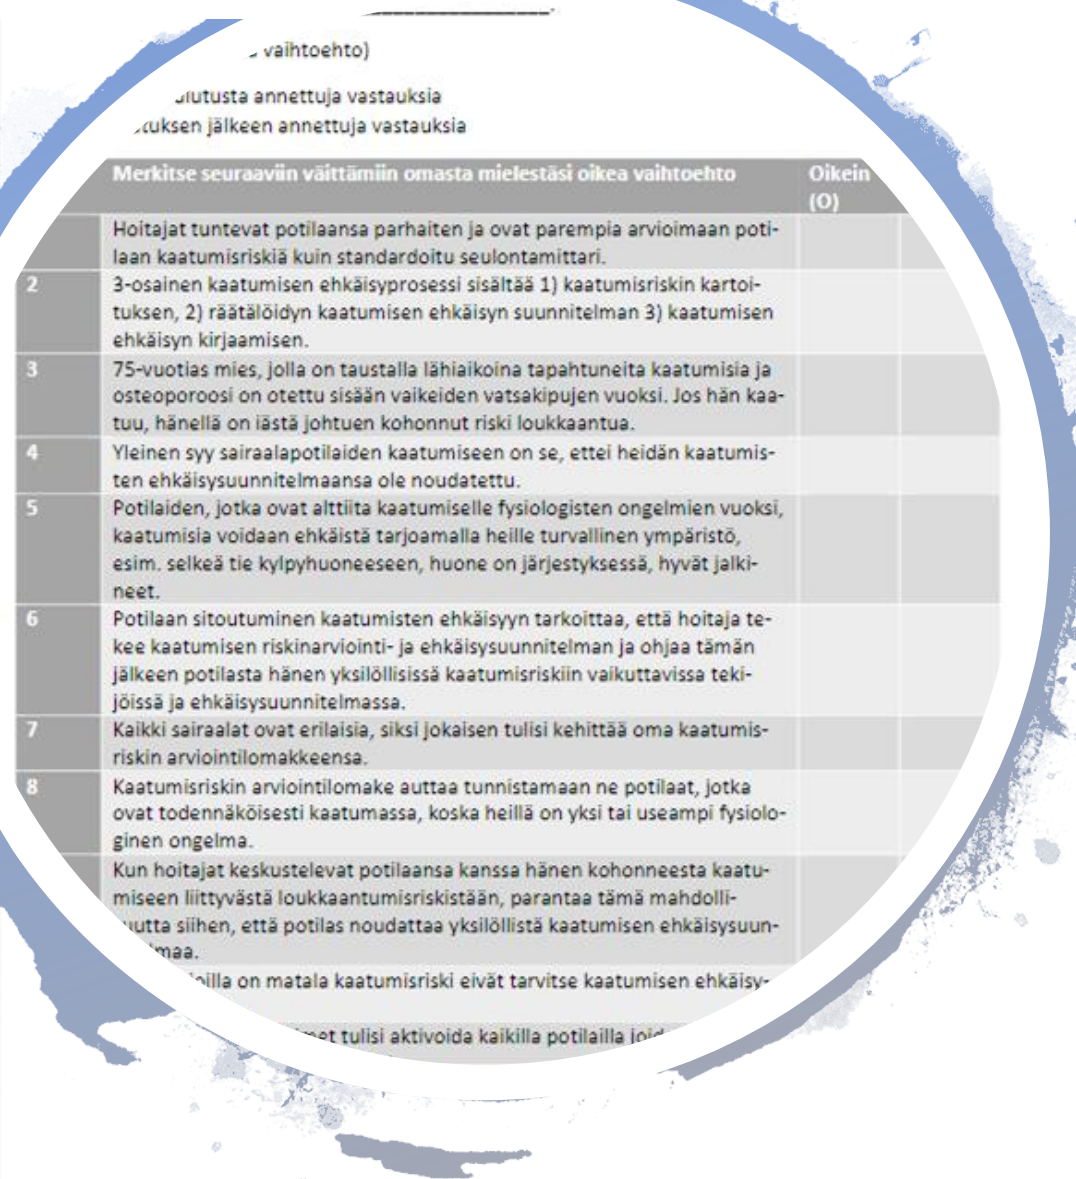 vaihtoehto)
annettuja vastauksia
jälkeen annettuja vastauksia
Merkitse seuraaviin väittämiin omasta mielestäsi oikea vaihtoehto Oikein
(O)
Hoitajat tuntevat potilaansa parhaiten ja ovat parempia arvioimaan poti-
laan kaatumisriskiä kuin standardoitu seulontamittari.
2 3-osainen kaatumisen ehkäisyprosessi sisältää 1) kaatumisriskin kartoi-
tuksen, 2) räätälöidyn kaatumisen ehkäisyn suunnitelman 3) kaatumisen
ehkäisyn kirjaamisen.
3 75-vuotias mies, jolla on taustalla lähiaikoina tapahtuneita kaatumisia ja
osteoporoosi on otettu sisään vaikeiden vatsakipujen vuoksi. Jos hän kaa-
tuu, hänellä on iästä johtuen kohonnut riski loukkaantua.
4 Yleinen syy sairaalapotilaiden kaatumiseen on se, ettei heidän kaatumis-
ten ehkäisysuunnitelmaansa ole noudatettu.
5 Potilaiden, jotka ovat alttiita kaatumiselle fysiologisten ongelmien vuoksi,
kaatumisia voidaan ehkäistä tarjoamalla heille turvallinen ympäristö,
esim. selkeä tie kylpyhuoneeseen, huone on järjestyksessä, hyvät jalki-
neet.
6 Potilaan sitoutuminen kaatumisten ehkäisyyn tarkoittaa, että hoitaja te-
kee kaatumisen riskinarviointi- ja ehkäisysuunnitelman ja ohjaa tämän
jälkeen potilasta hänen yksilöllisissä kaatumisriskiin vaikuttavissa teki-
jöissä ja ehkäisysuunnitelmassa.
7 Kaikki sairaalat ovat erilaisia, siksi jokaisen tulisi kehittää oma kaatumis-
riskin arviointilomakkeensa.
8 Kaatumisriskin arviointilomake auttaa tunnistamaan ne potilaat, jotka
ovat todennäköisesti kaatumassa, koska heillä on yksi tai useampi fysiolo-
ginen ongelma.
Kun hoitajat keskustelevat potilaansa kanssa hänen kohonneesta kaatu-
miseen liittyvästä loukkaantumisriskistään, parantaa tämä mahdolli-
siihen, että potilas noudattaa yksilöllistä kaatumisen ehkäisysuun-
on matala kaatumisriski eivät tarvitse kaatumisen ehkäisy-
tulisi aktivoida kaikilla potilailla